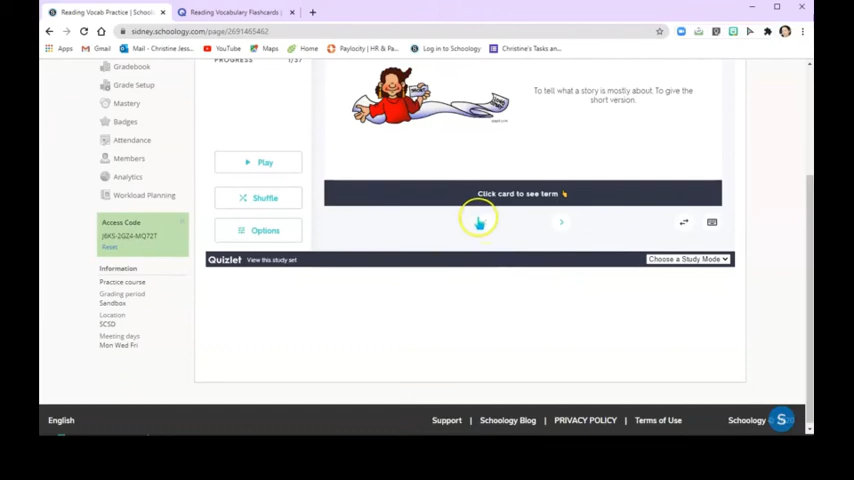 Reading Vocab Practice | School
Reading Vocabulary Flashcards |
sidney.schoology.com/page/2691465462
Apps
Gmail
Mail - Christine Jess...
YouTube
Maps
Home
Paylocity | HR & Pa...
Log in to Schoology
Christine's Tasks an...
Gradebook
Grade Setup
Mastery
Badges
Attendance
Members
Analytics
Workload Planning
Access Code
Reset
Information
Practice course
Grading period
Sandbox
Location
SCSD
Meeting days
Mon Wed Fri
PROGRESS 1/37
Play
Shuffle
Options
To tell what a story is mostly about. To give the
short version.
Click card to see term
Quizlet View this study set
Choose a Study Mode
English
Support | Schoology Blog | PRIVACY POLICY | Terms of Use
Schoology
S